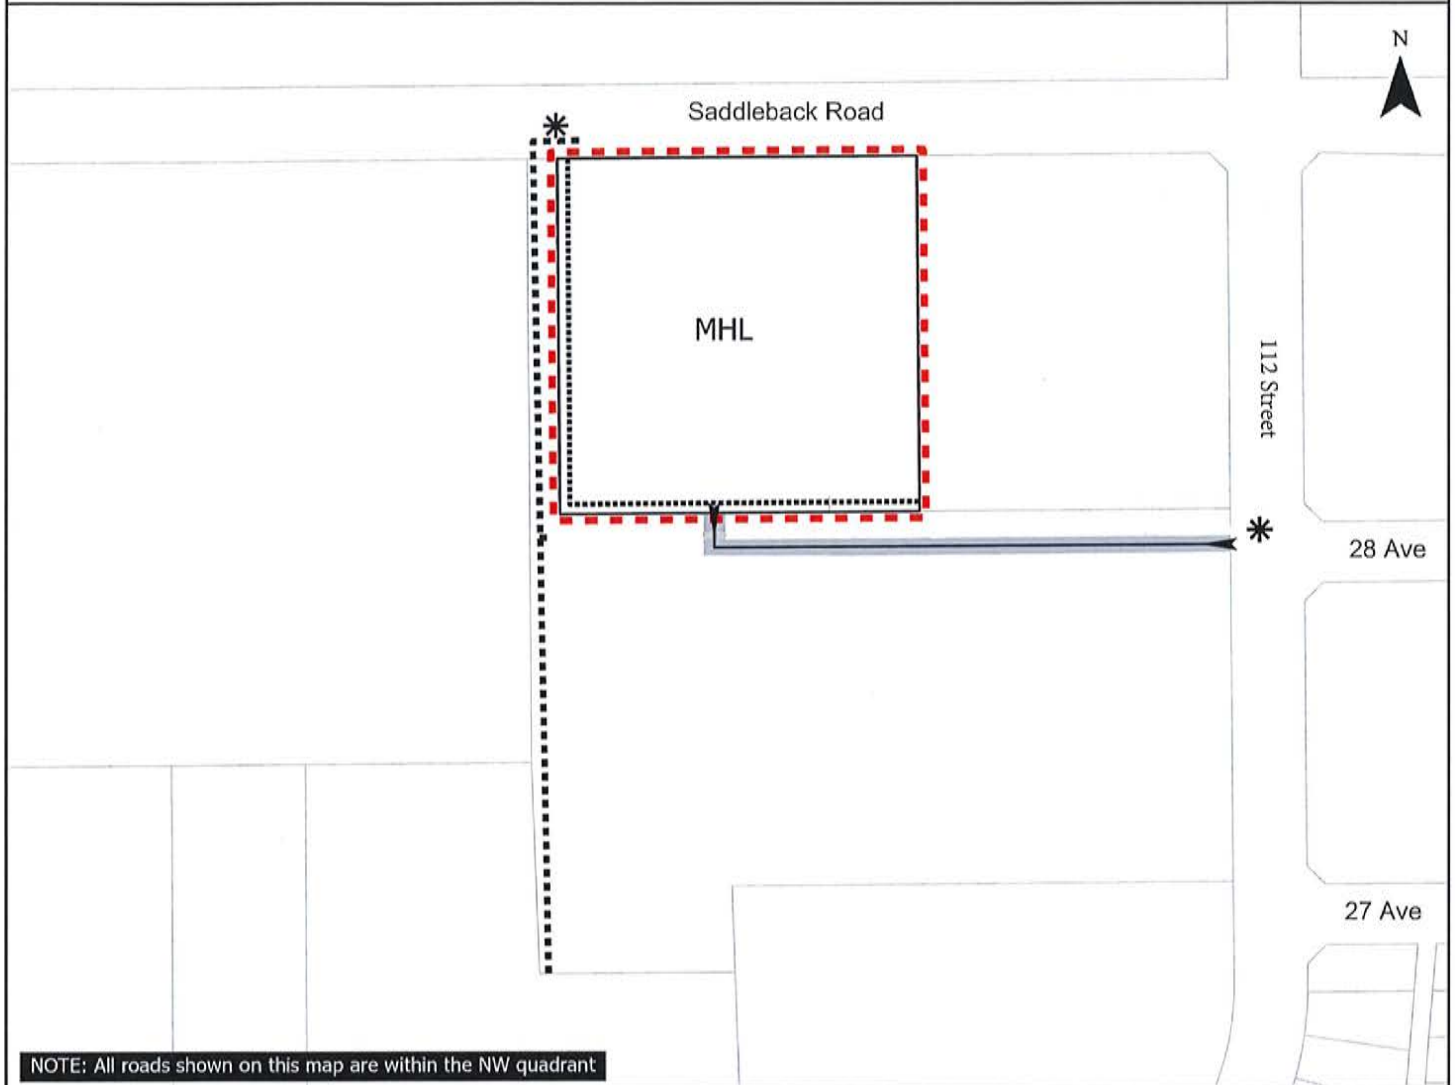 N
Saddleback Road
MHL
112 Street
28 Ave
27 Ave
NOTE: All roads shown on this map are within the NW quadrant